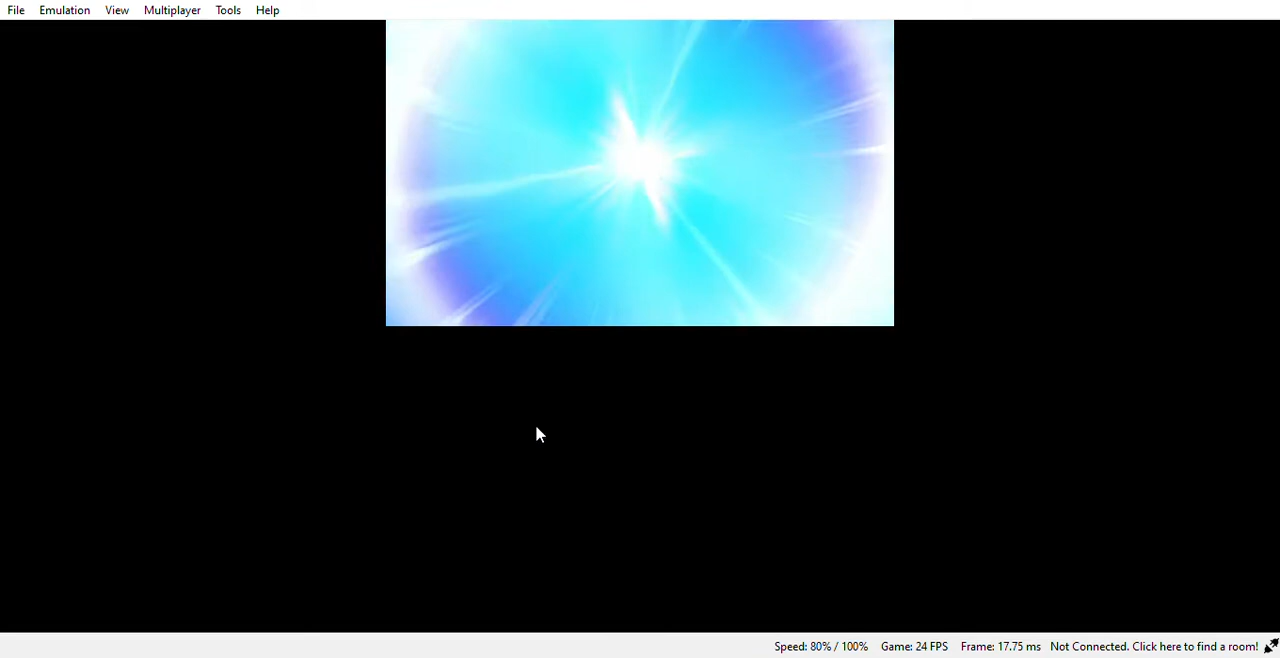 File Emulation View Multiplayer Tools Help
Speed: 80% / 100% Game: 24 FPS Frame: 17.75 ms Not Connected. Click here to find a room!